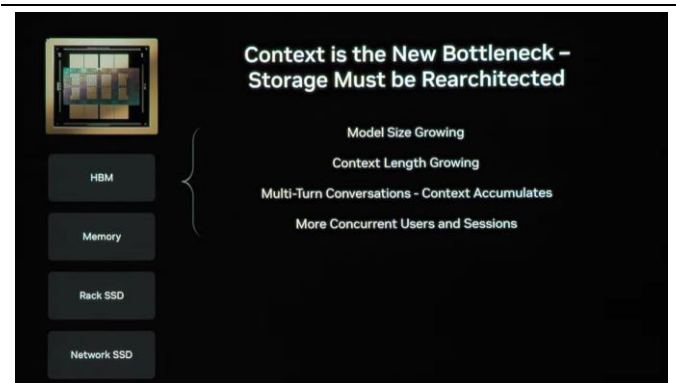 Context is the New Bottleneck –
Storage Must be Rearchitected
Model Size Growing
Context Length Growing
Multi-Turn Conversations - Context Accumulates
More Concurrent Users and Sessions
HBM
Memory
Rack SSD
Network SSD